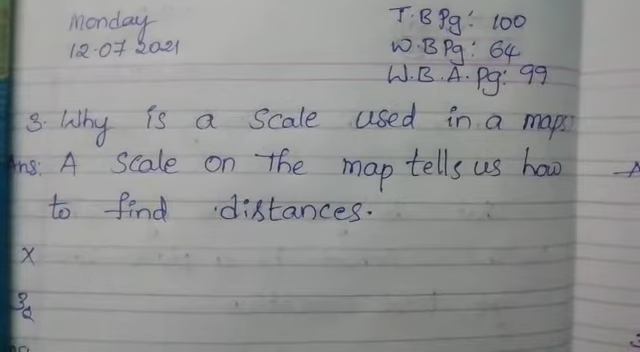 Monday
12.07.2021
T.B Pg: 100
W.B Pg: 64
W.B.A. Pg: 99
3. Why is a scale used in a maps?
Ans: A scale on the map tells us how
to find distances.
X